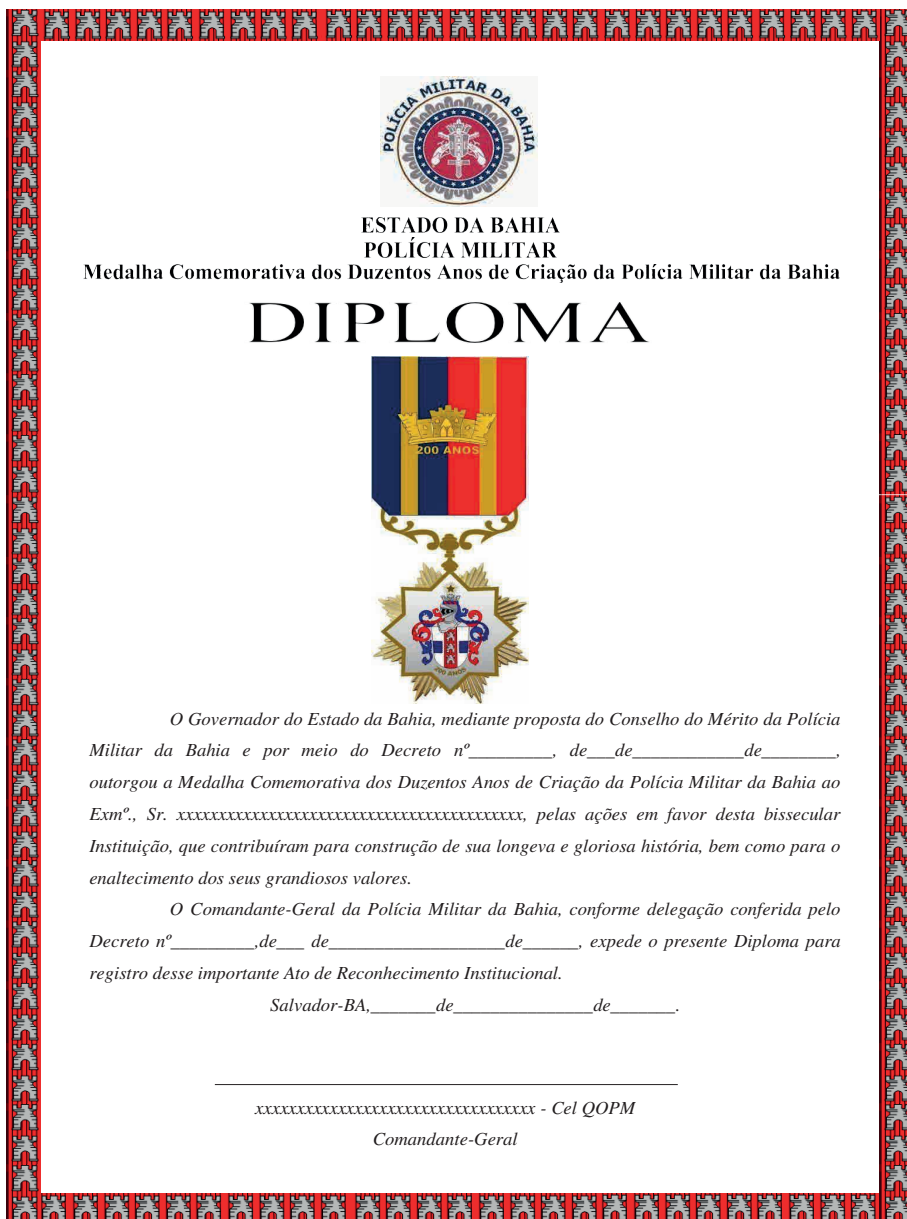 POLÍCIA MILITAR DA BAHIA
ESTADO DA BAHIA
POLÍCIA MILITAR
Medalha Comemorativa dos Duzentos Anos de Criação da Polícia Militar da Bahia
DIPLOMA
200 ANOS
200 ANOS
O Governador do Estado da Bahia, mediante proposta do Conselho do Mérito da Polícia
Militar da Bahia e por meio do Decreto nº_________, de___de____________de________,
outorgou a Medalha Comemorativa dos Duzentos Anos de Criação da Polícia Militar da Bahia ao
Exmº., Sr. xxxxxxxxxxxxxxxxxxxxxxxxxxxxxxxxxxxxxxxxx, pelas ações em favor desta bissecular
Instituição, que contribuíram para construção de sua longeva e gloriosa história, bem como para o
enaltecimento dos seus grandiosos valores.
O Comandante-Geral da Polícia Militar da Bahia, conforme delegação conferida pelo
Decreto nº_________,de___ de___________________de______, expede o presente Diploma para
registro desse importante Ato de Reconhecimento Institucional.
Salvador-BA,_______de_______________de_______.
xxxxxxxxxxxxxxxxxxxxxxxxxxxxxxxxx - Cel QOPM
Comandante-Geral